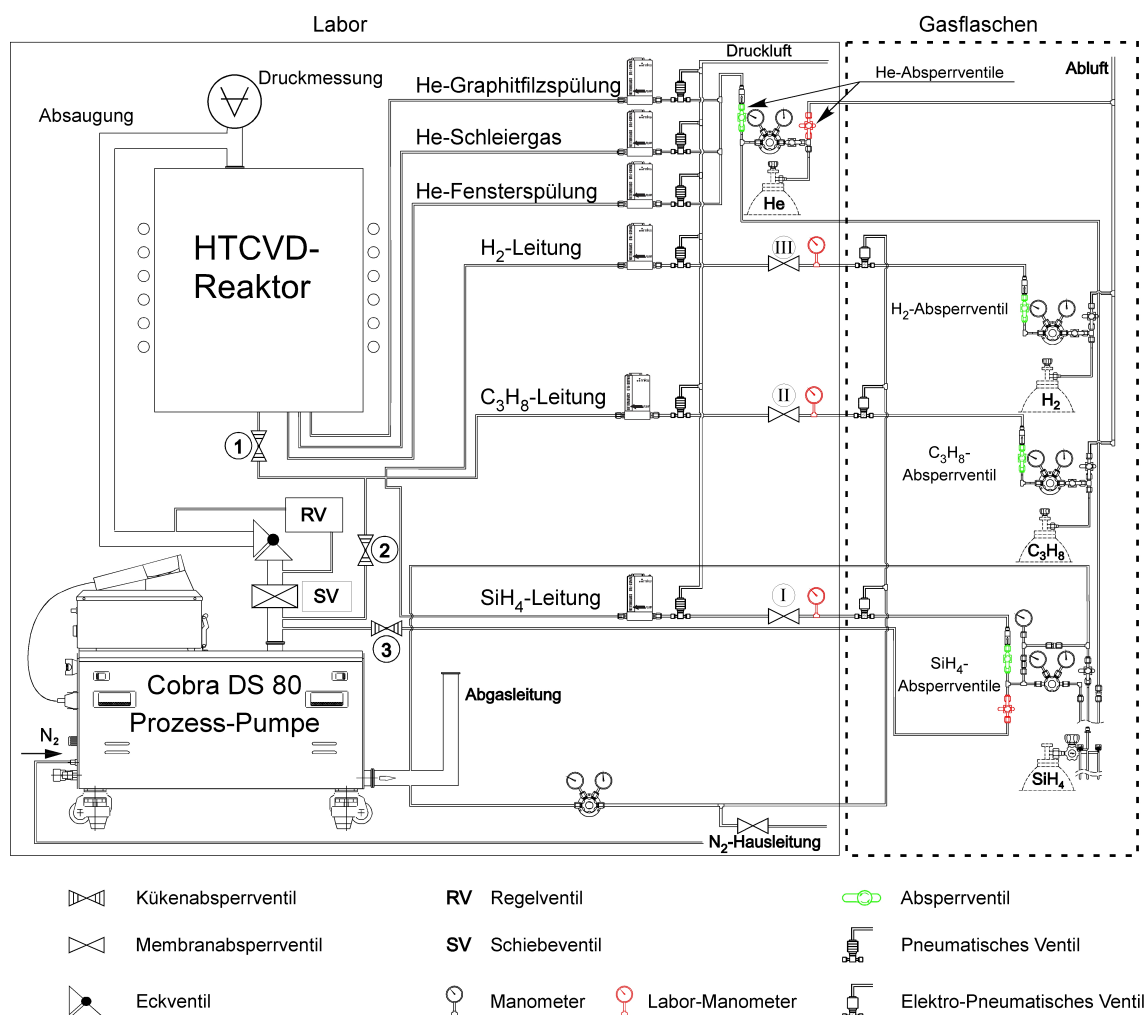 Labor
Gasflaschen
Druckluft
Abluft
Druckmessung
Absaugung
He-Graphitfilzspülung
He-Absperrventile
He-Schleiergas
He-Fensterspülung
He
HTCVD-
Reaktor
H2-Leitung
III
H2-Absperrventil
H2
C3H8-Leitung
II
1
C3H8-
Absperrventil
C3H8
RV
2
SV
SiH4-Leitung
I
3
SiH4-
Absperrventile
SiH4
Cobra DS 80
Prozess-Pumpe
Abgasleitung
N2
N2-Hausleitung
Kükenabsperrventil
RV Regelventil
Absperrventil
Membranabsperrventil
SV Schiebeventil
Pneumatisches Ventil
Eckventil
Manometer
Labor-Manometer
Elektro-Pneumatisches Ventil